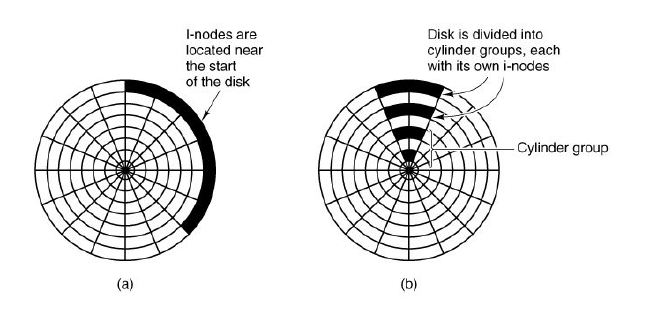 I-nodes are
located near
the start
of the disk
Disk is divided into
cylinder groups, each
with its own i-nodes
Cylinder group
(a)
(b)